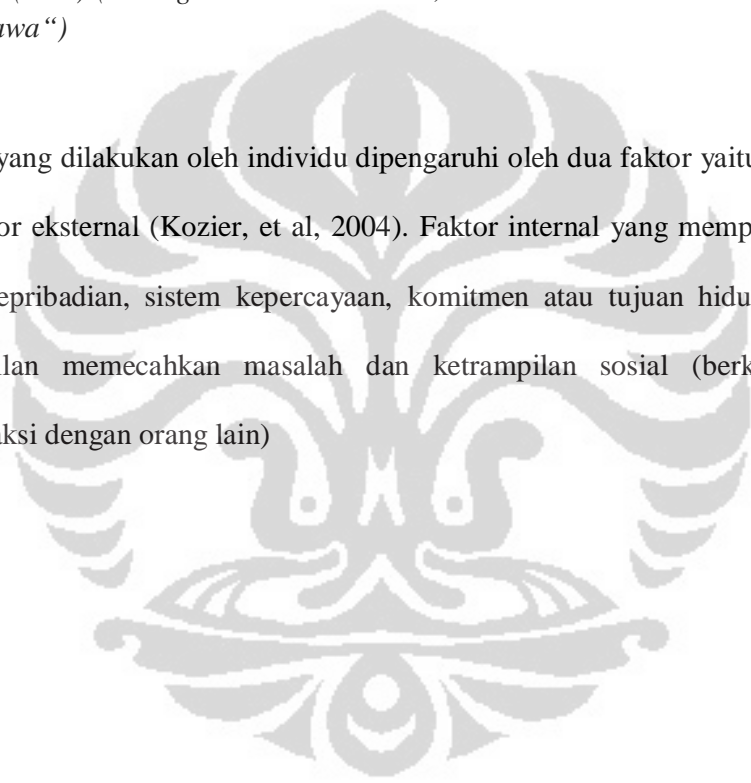 awa“)
yang dilakukan oleh individu dipengaruhi oleh dua faktor yaitu
or eksternal (Kozier, et al, 2004). Faktor internal yang memp
epribadian, sistem kepercayaan, komitmen atau tujuan hidu
lan memecahkan masalah dan ketrampilan sosial (berk
aksi dengan orang lain)